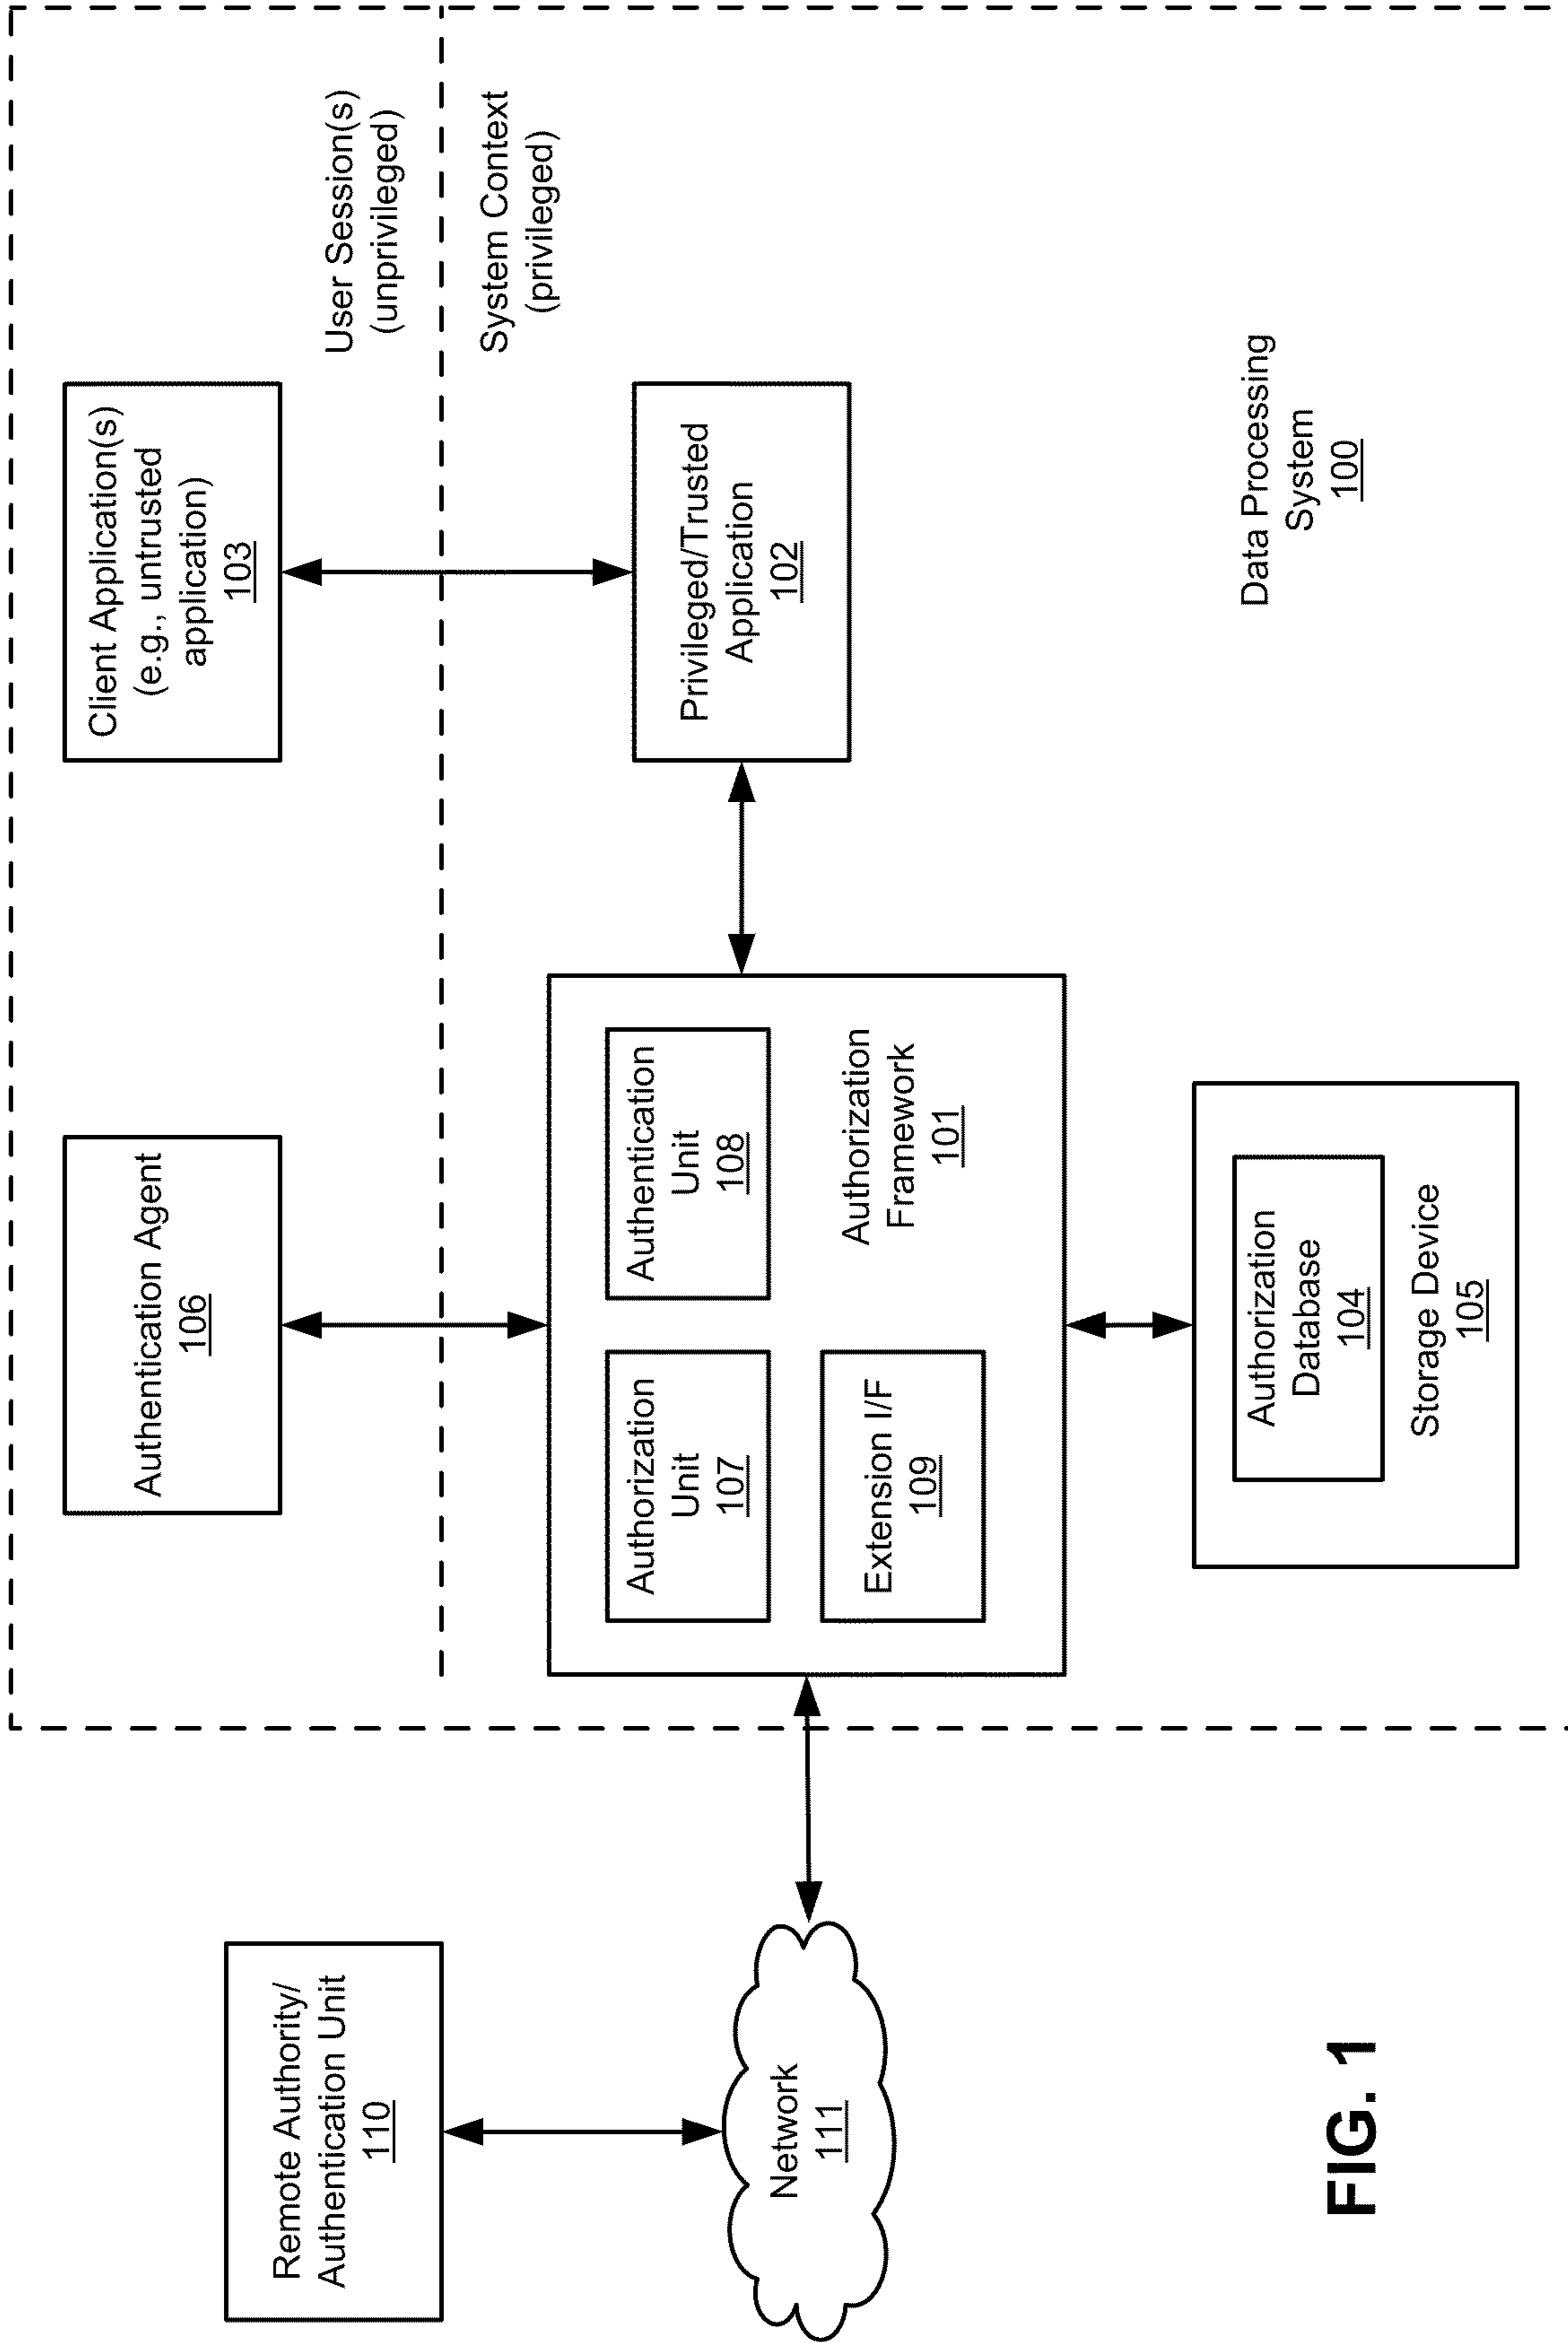 Remote Authority/
Authentication Unit
110
Network
111
Authentication Agent
106
Client Application(s)
(e.g., untrusted
application)
103
User Session(s)
(unprivileged)
System Context
(privileged)
Authorization
Unit
107
Authentication
Unit
108
Extension I/F
109
Authorization
Framework
101
Privileged/Trusted
Application
102
Authorization
Database
104
Storage Device
105
Data Processing
System
100
FIG. 1